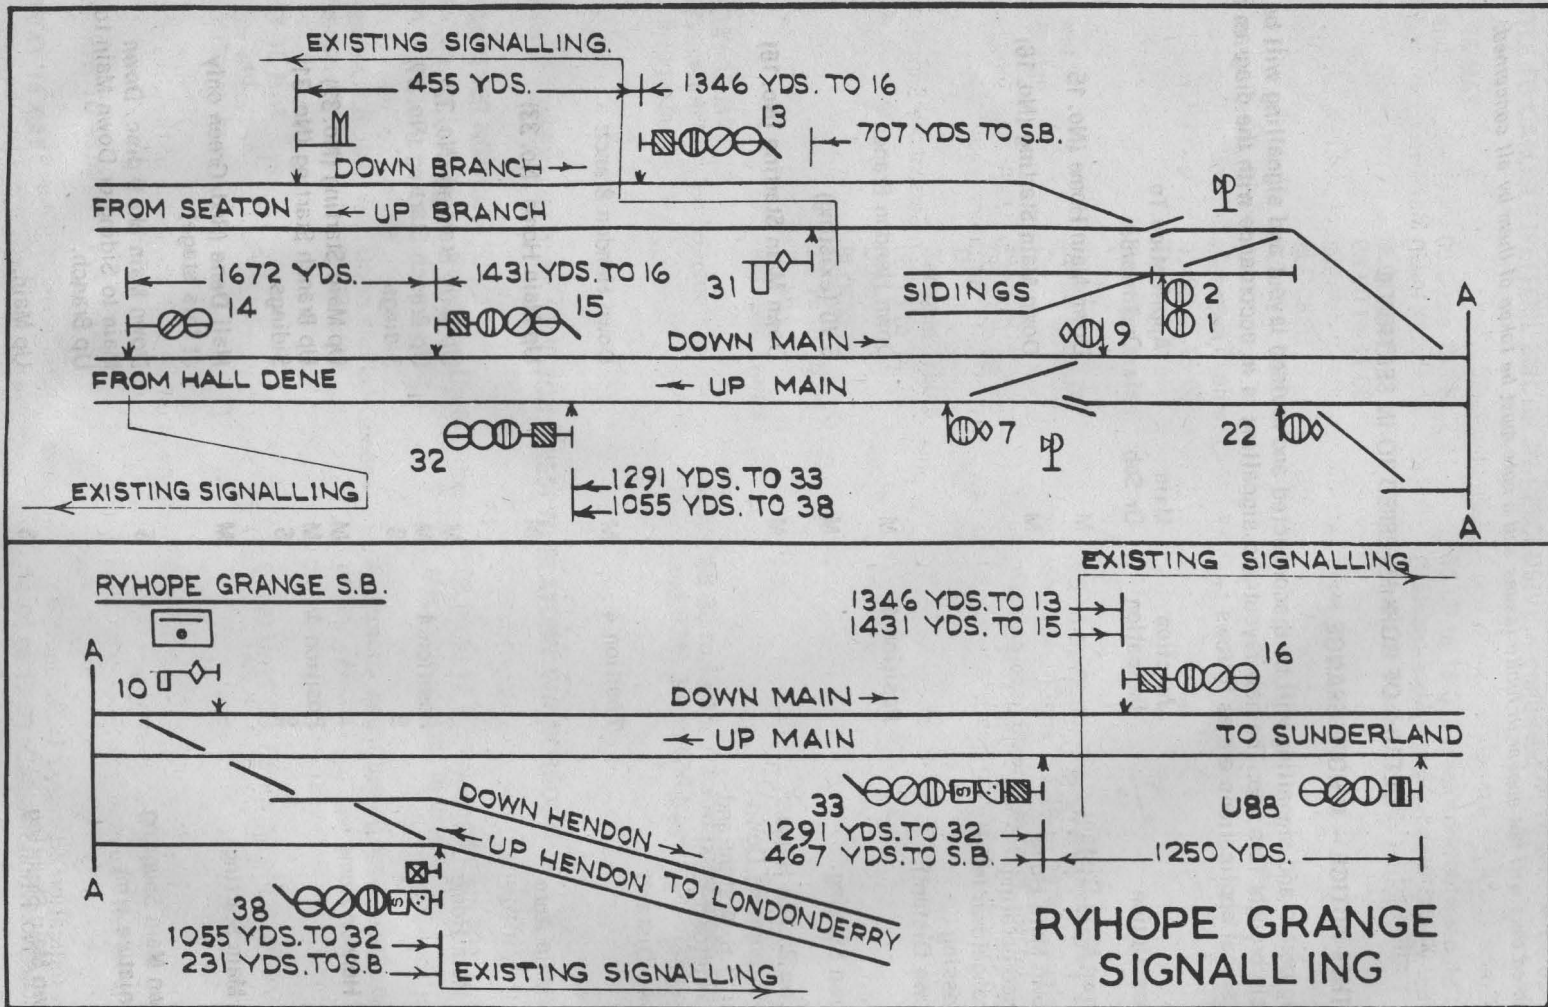 EXISTING SIGNALLING.
455 YDS.
1346 YDS. TO 16
13
707 YDS TO S.B.
DOWN BRANCH
FROM SEATON
UP BRANCH
1672 YDS.
1431 YDS. TO 16
14
15
31
SIDINGS
2
1
9
A
DOWN MAIN
FROM HALL DENE
UP MAIN
32
7
22
EXISTING SIGNALLING
1291 YDS. TO 33
1055 YDS. TO 38
A
RYHOPE GRANGE S.B.
EXISTING SIGNALLING
1346 YDS. TO 13
1431 YDS. TO 15
16
A
10
DOWN MAIN
UP MAIN
TO SUNDERLAND
33
S
U88
1291 YDS. TO 32
467 YDS. TO S.B.
1250 YDS.
DOWN HENDON
UP HENDON TO LONDONDERRY
A
38
S
1055 YDS. TO 32
231 YDS. TO S.B.
EXISTING SIGNALLING
RYHOPE GRANGE
SIGNALLING